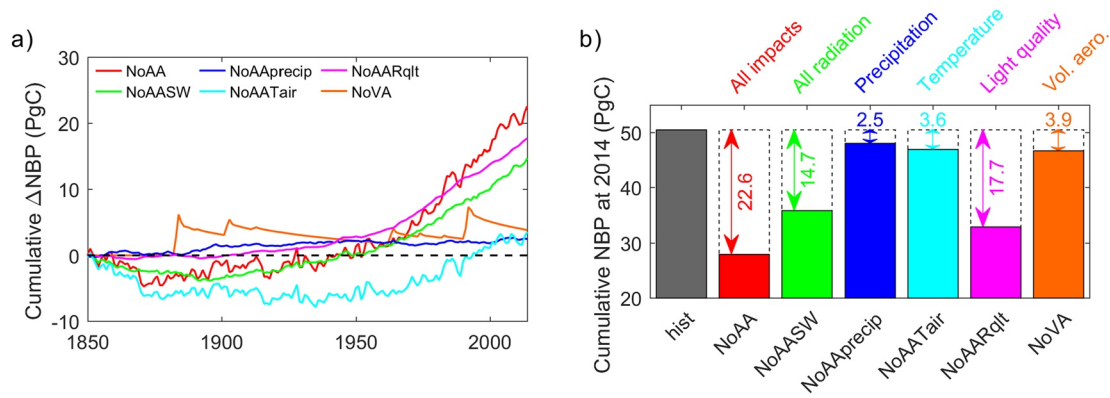 a)
Cumulative ΔNBP (PgC)
30
20
10
0
-10
1850
1900
1950
2000
NoAA
NoAAprecip
NoAARqlt
NoAASW
NoAATair
NoVA
b)
All impacts
All radiation
Precipitation
Temperature
Light quality
Vol. aero.
Cumulative NBP at 2014 (PgC)
50
40
30
20
22.6
14.7
2.5
3.6
17.7
3.9
hist
NoAA
NoAASW
NoAAprecip
NoAATair
NoAARqlt
NoVA